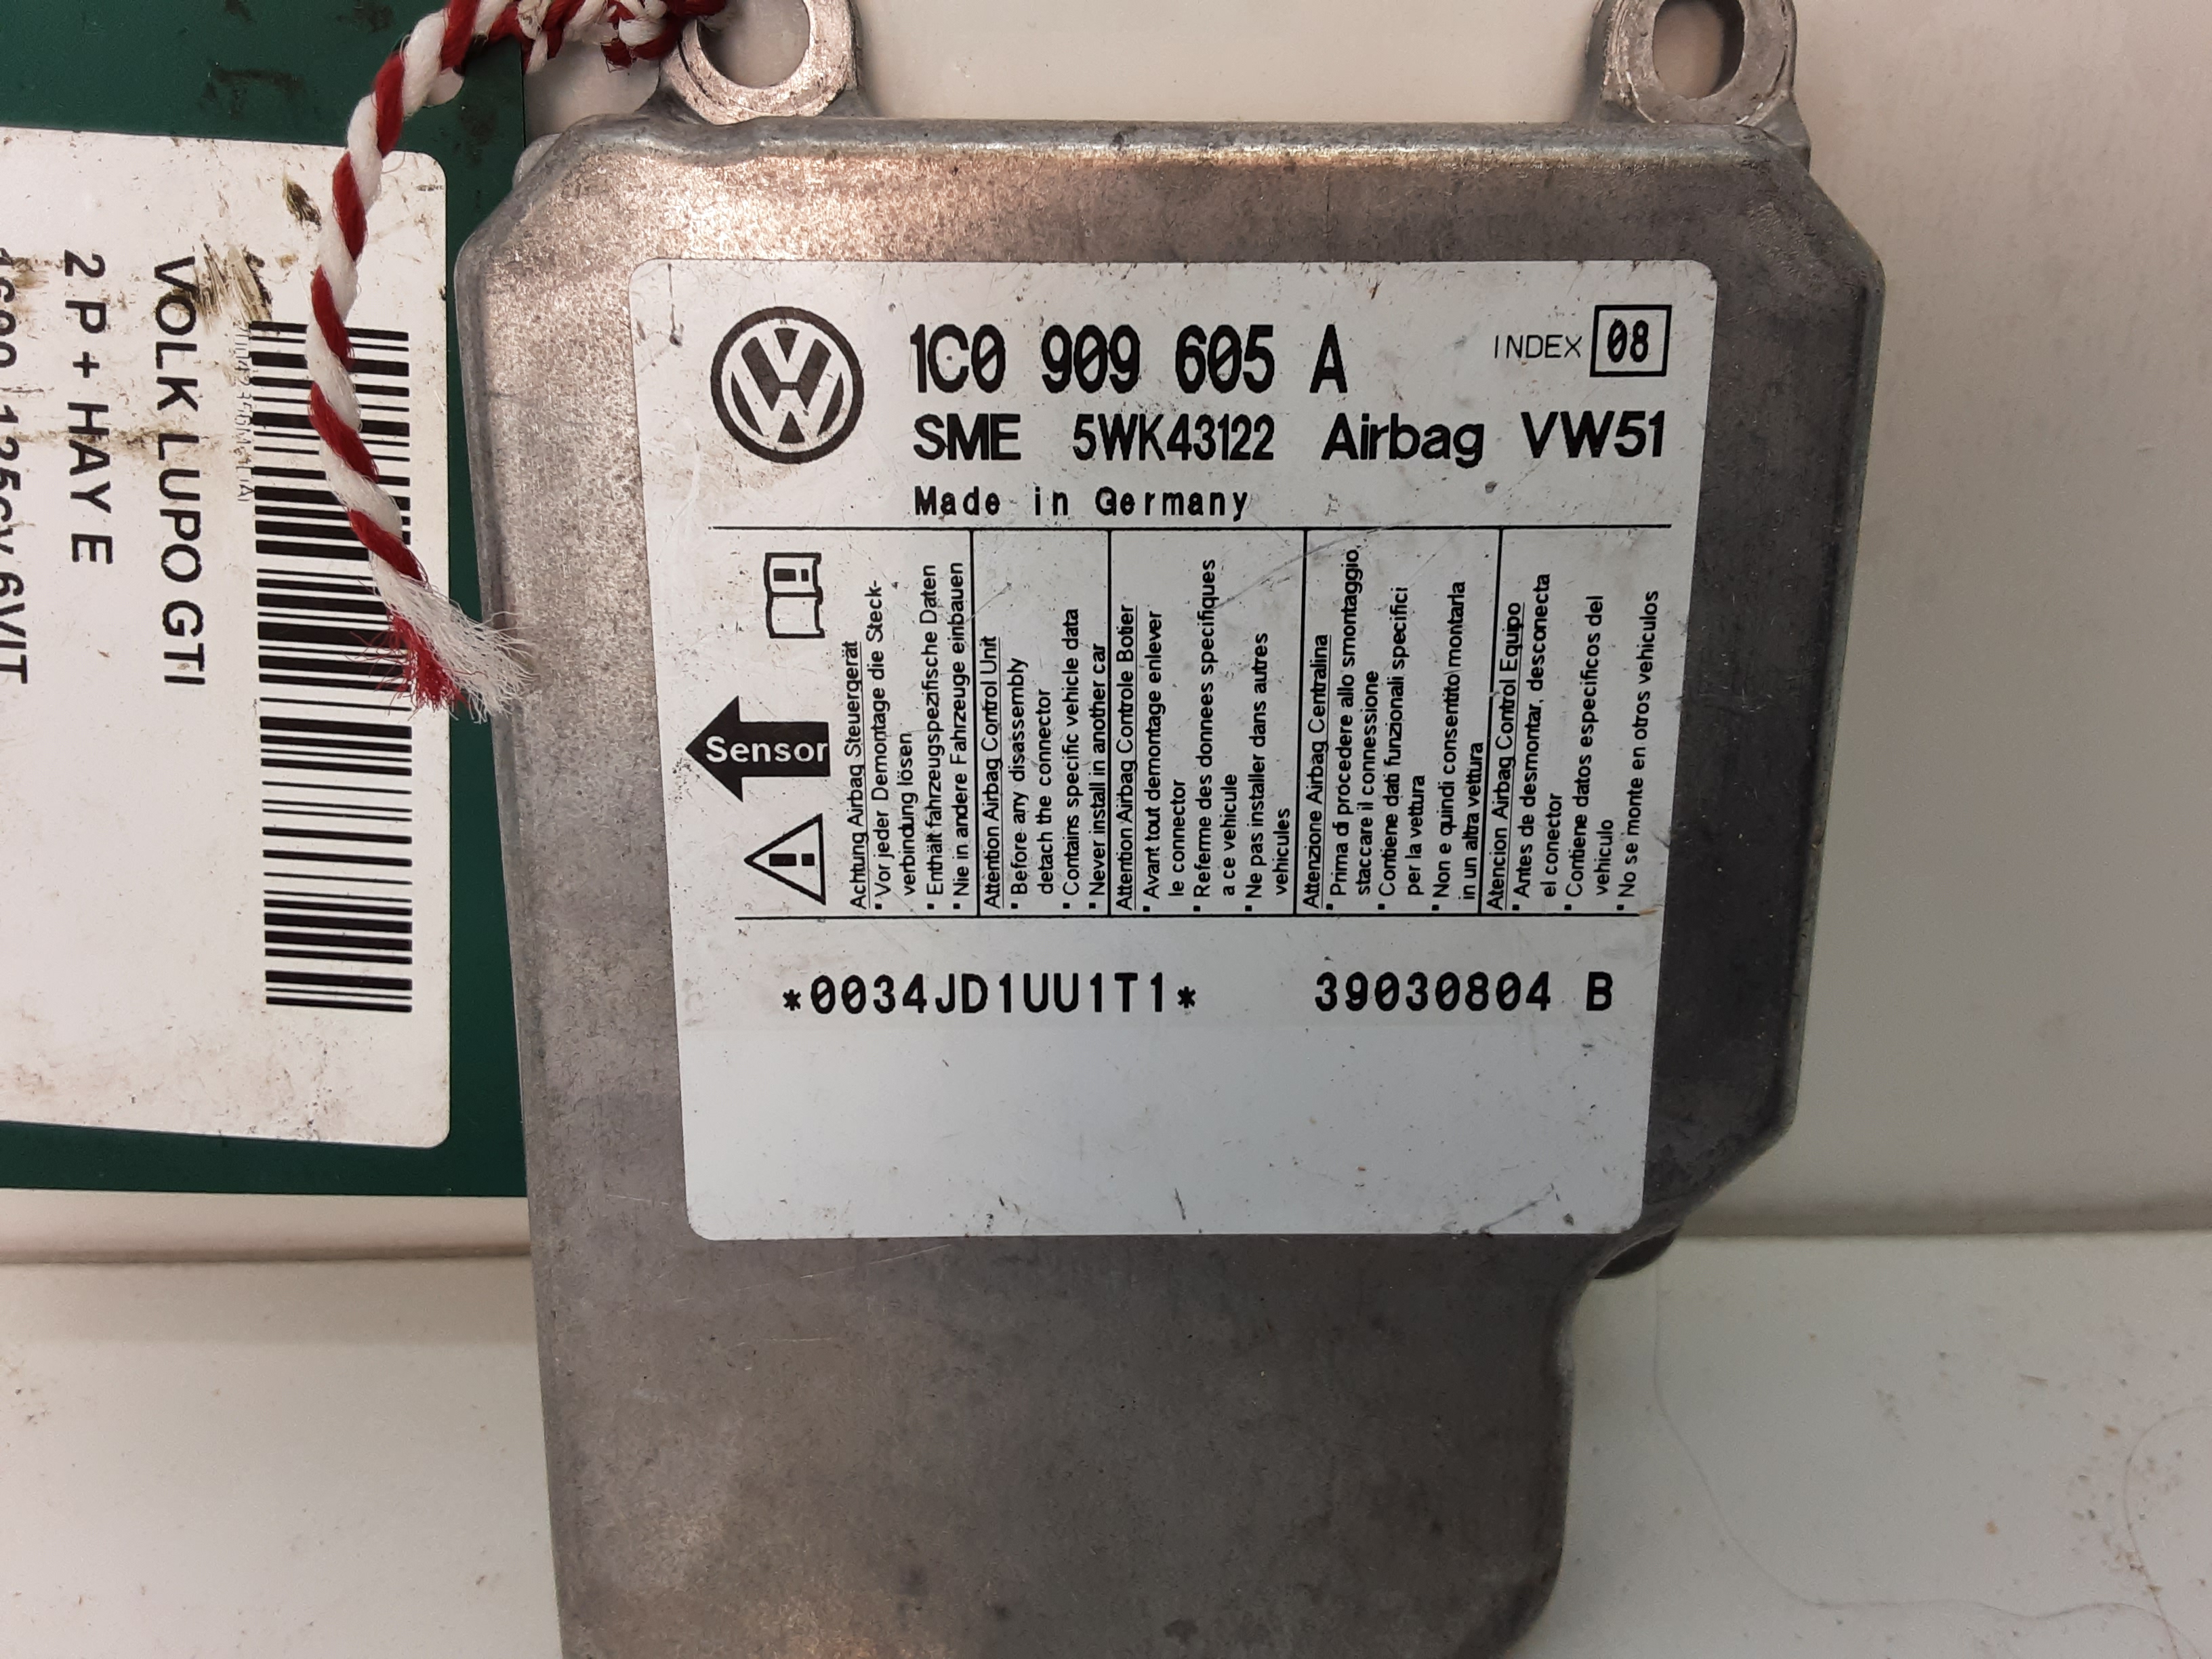 VOLK LUPO GTI
2 P + HAY E
1C0 909 605 A
INDEX 08
SME 5WK43122 Airbag VW51
Made in Germany
Sensor
Achtung Airbag Steuergerät
• Vor jeder Demontage die Steck-
verbindung lösen
• Enthält fahrzeugspezifische Daten
• Nie in andere Fahrzeuge einbauen
Attention Airbag Control Unit
• Before any disassembly
detach the connector
• Contains specific vehicle data
• Never install in another car
Attention Airbag Controle Botier
• Avant tout demontage enlever
le connector
• Referme des donnees specifiques
a ce vehicule
• Ne pas installer dans autres
vehicules
Attenzione Airbag Centralina
• Prima di procedere allo smontaggio,
staccare il connessione
• Contiene dati funzionali specifici
per la vettura
• Non e quindi consentito montarla
in un altra vettura
Atencion Airbag Control Equipo
• Antes de desmontar, desconecta
el conector
• Contiene datos especificos del
vehiculo
• No se monte en otros vehiculos
*0034JD1UU1T1* 39030804 B